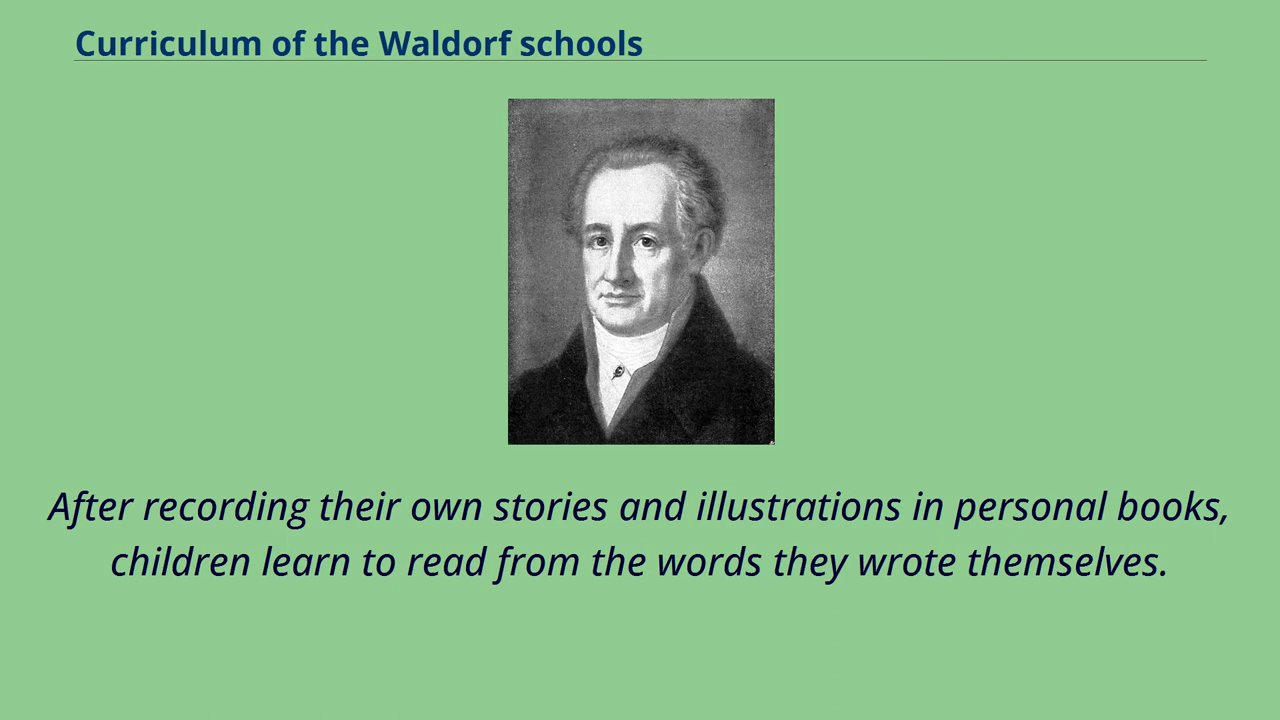 Curriculum of the Waldorf schools
After recording their own stories and illustrations in personal books,
children learn to read from the words they wrote themselves.